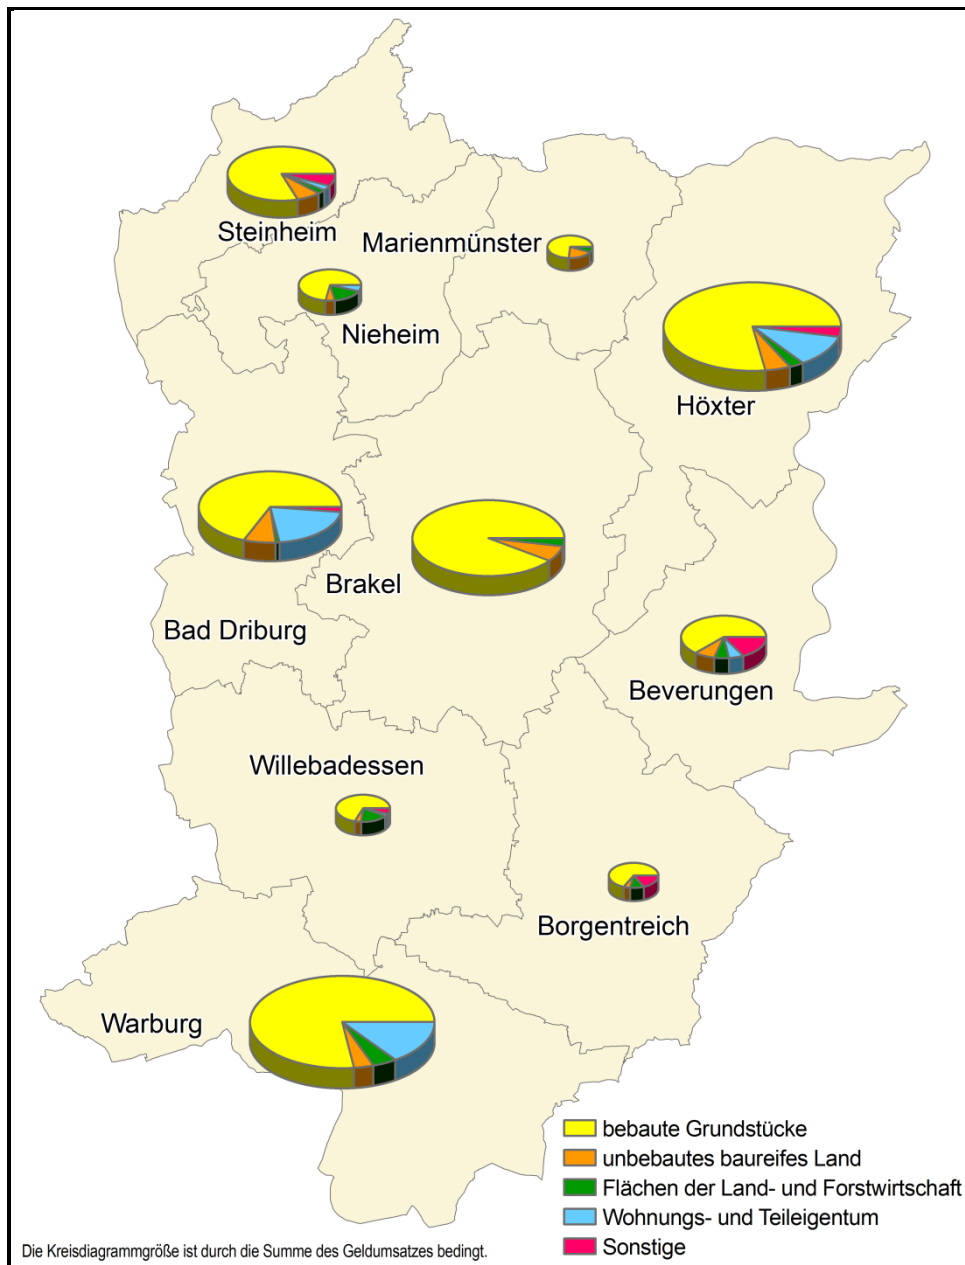 Steinheim
Marienmünster
Nieheim
Höxter
Brakel
Bad Driburg
Beverungen
Willebadessen
Borgentreich
Warburg
bebaute Grundstücke
unbebautes baureifes Land
Flächen der Land- und Forstwirtschaft
Wohnungs- und Teileigentum
Sonstige
Die Kreisdiagrammgröße ist durch die Summe des Geldumsatzes bedingt.